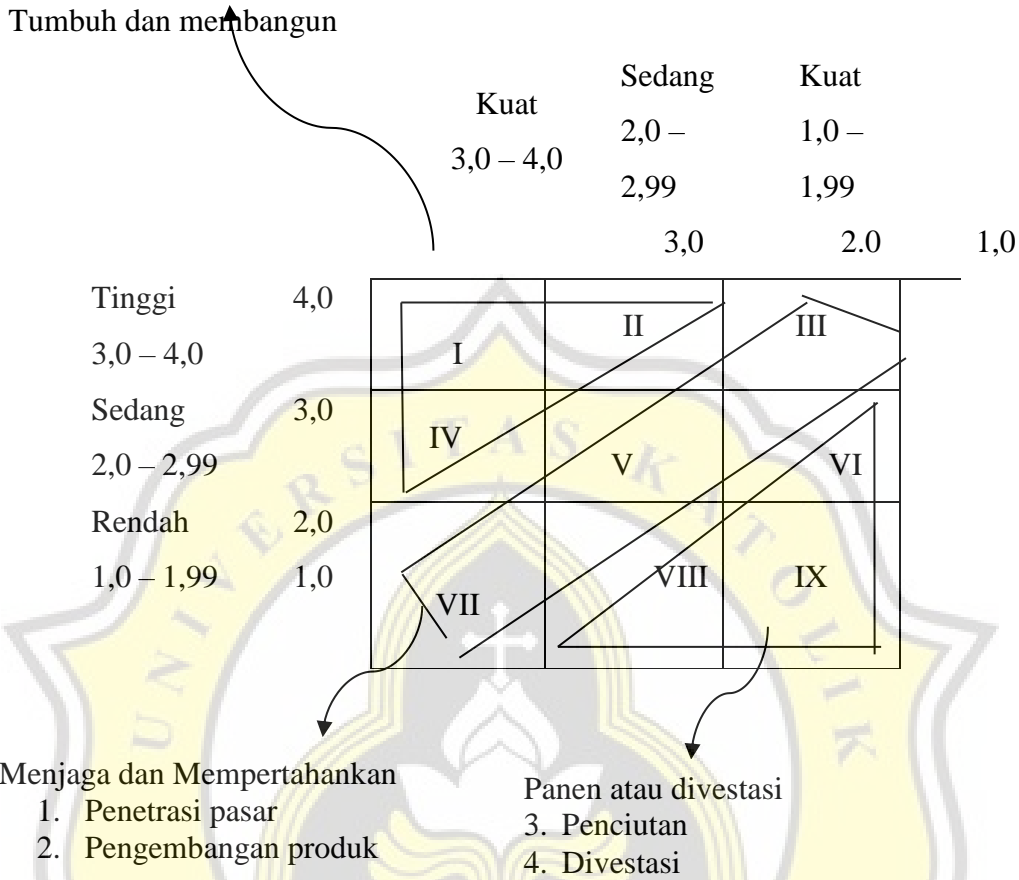 Tumbuh dan membangun
Kuat
3,0 – 4,0
Sedang
2,0 –
2,99
Kuat
1,0 –
1,99
3,0 2.0 1,0
Tinggi 4,0
3,0 – 4,0
Sedang 3,0
2,0 – 2,99
Rendah 2,0
1,0 – 1,99 1,0
I
II
III
IV
V
VI
VII
VIII
IX
Menjaga dan Mempertahankan
1. Penetrasi pasar
2. Pengembangan produk
Panen atau divestasi
3. Penciutan
4. Divestasi
UNIVERSITAS KATOLIK